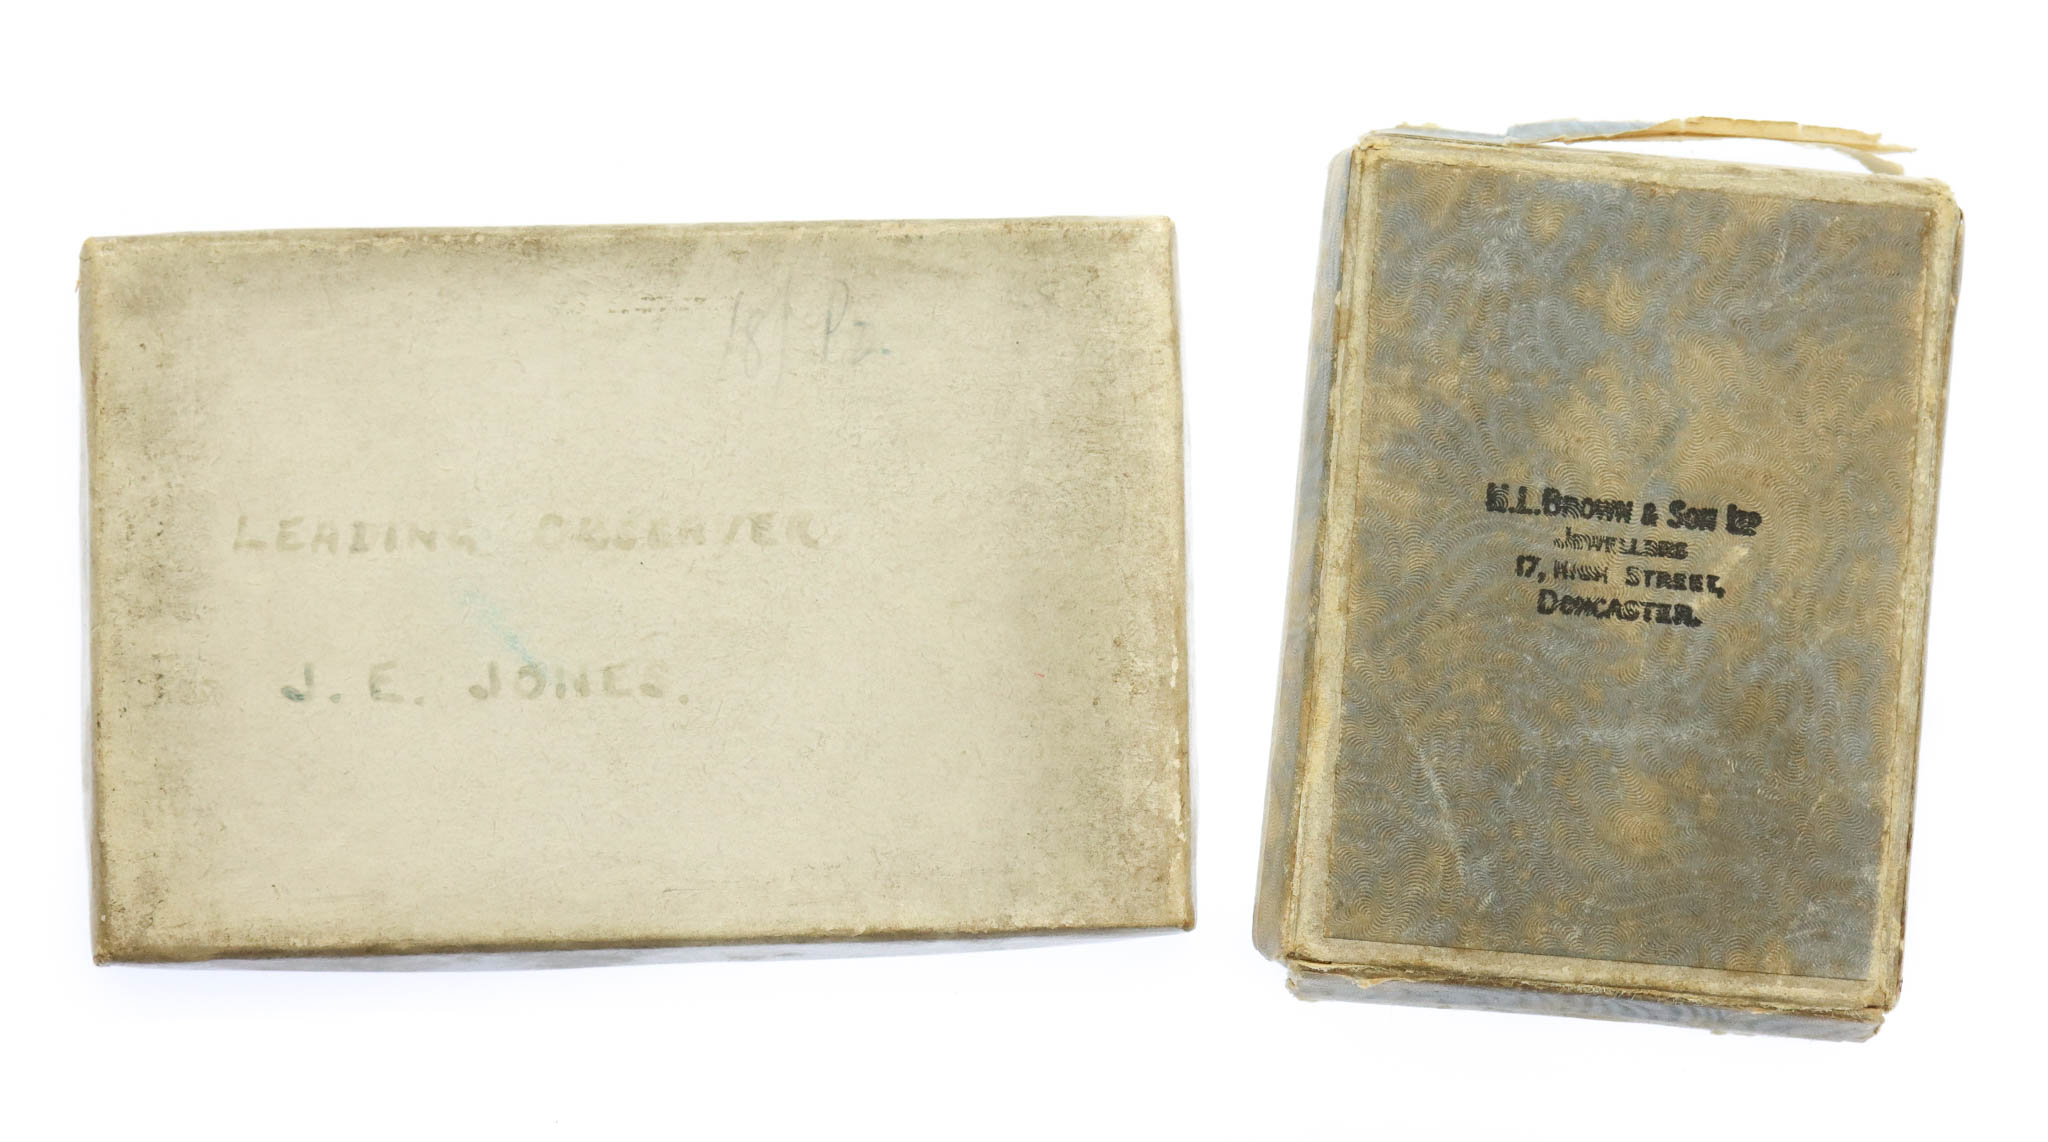 18/ P2
LEADING OBSERVER
J. E. JONES.
H.L. BROWN & SON LTD
JEWELLERS
17, HIGH STREET,
DONCASTER.